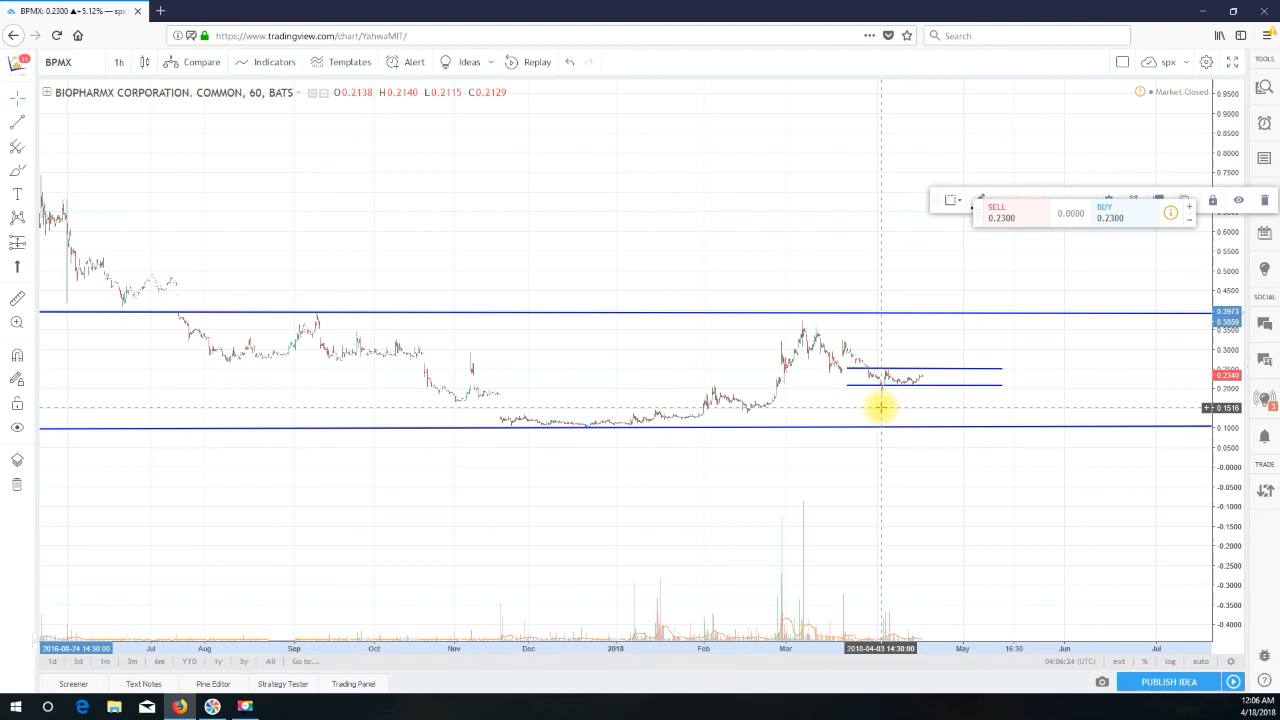 BPMX: 0.2300 ▲+5.12% — spx
https://www.tradingview.com/chart/YahwaMIT/
Search
11
BPMX
1h
Compare
Indicators
Templates
Alert
Ideas
Replay
spx
TOOLS
BIOPHARMX CORPORATION. COMMON, 60, BATS
O0.2138 H0.2140 L0.2115 C0.2129
Market Closed
0.9500
0.9000
0.8500
0.8000
0.7500
SELL
0.2300
0.0000
BUY
0.2300
0.6000
0.5500
0.5000
0.4500
SOCIAL
0.3973
0.3859
0.3500
0.3000
0.2340
0.2000
0.1516
3
0.1000
0.0500
-0.0000
-0.0500
TRADE
-0.1000
-0.1500
-0.2000
-0.2500
-0.3000
-0.3500
-0.4000
2016-08-24 14:30:00
Jul
Aug
Sep
Oct
Nov
Dec
2018
Feb
Mar
2018-04-03 14:30:00
May
16:30
Jun
Jul
1d
5d
1m
3m
6m
YTD
1y
5y
All
Go to...
04:06:24 (UTC)
ext
%
log
auto
Screener
Text Notes
Pine Editor
Strategy Tester
Trading Panel
PUBLISH IDEA
12:06 AM
4/18/2018